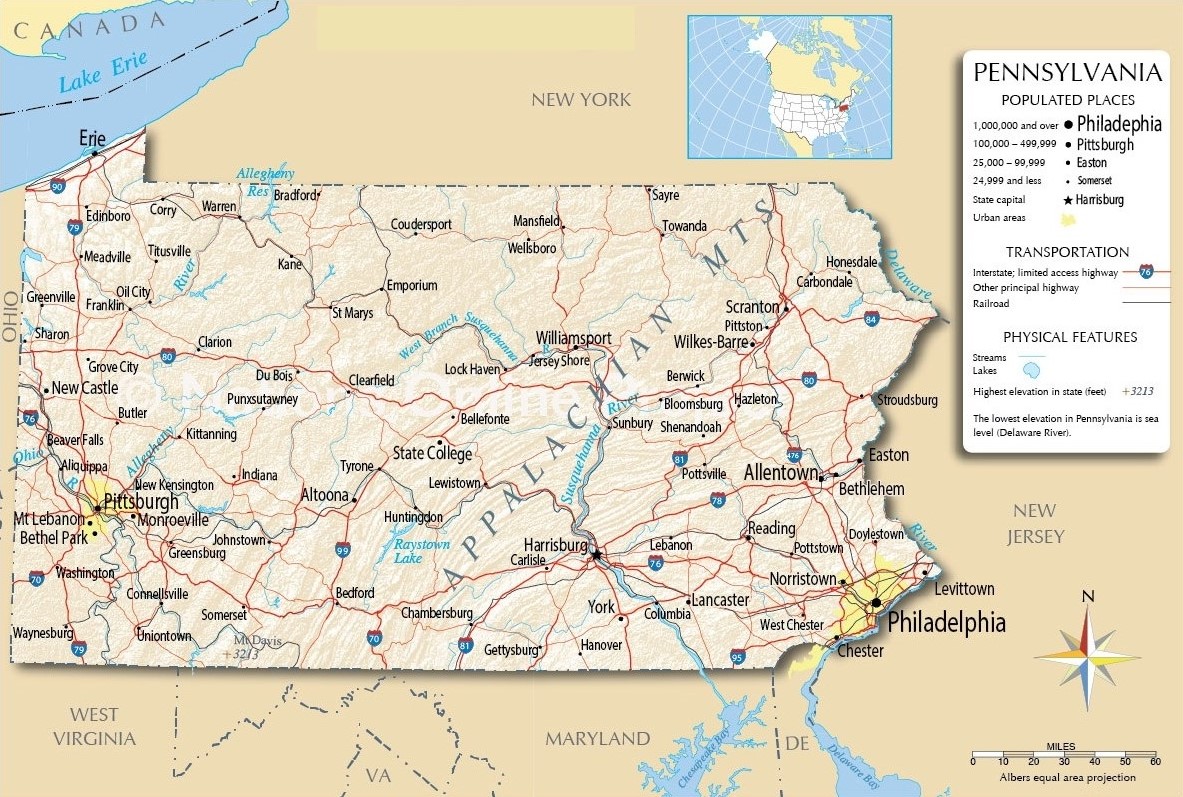 CANADA
Lake Erie
NEW YORK
Erie
90
Allegheny
Res
Bradford
Sayre
Edinboro
Corry
Warren
79
Coudersport
Mansfield
Towanda
Wellsboro
Meadville
Titusville
River
Kane
Emporium
Honesdale
Carbondale
Delaware
Greenville
Oil City
Franklin
St Marys
Scranton
84
OHIO
Sharon
West Branch Susquehanna
R
Williamsport
Pittston
Wilkes-Barre
Clarion
80
Jersey Shore
Lock Haven
Grove City
Du Bois
Clearfield
Berwick
80
New Castle
Punxsutawney
Bloomsburg
Hazleton
Stroudsburg
76
Butler
Bellefonte
River
Sunbury
Shenandoah
Beaver Falls
Allegheny
Kittanning
State College
Susquehanna
Ohio
R
Aliquippa
Indiana
Tyrone
81
476
Easton
New Kensington
Lewistown
Pottsville
Allentown
Bethlehem
Pittsburgh
Altoona
78
Mt Lebanon
Monroeville
Huntingdon
Bethel Park
Johnstown
Raystown
Lake
Harrisburg
Carlisle
Reading
Doylestown
River
NEW
JERSEY
Greensburg
99
Lebanon
Pottstown
76
70
Washington
Connellsville
Norristown
Levittown
Bedford
Somerset
Chambersburg
York
Columbia
Lancaster
West Chester
Philadelphia
Waynesburg
Uniontown
Mt Davis
+3213
79
70
81
Gettysburg
Hanover
95
Chester
APPALACHIAN MTS
WEST
VIRGINIA
VA
MARYLAND
DE
Chesapeake Bay
Delaware Bay
PENNSYLVANIA
POPULATED PLACES
1,000,000 and over Philadephia
100,000 – 499,999 Pittsburgh
25,000 – 99,999 Easton
24,999 and less Somerset
State capital Harrisburg
Urban areas
TRANSPORTATION
Interstate; limited access highway 76
Other principal highway
Railroad
PHYSICAL FEATURES
Streams
Lakes
Highest elevation in state (feet) +3213
The lowest elevation in Pennsylvania is sea
level (Delaware River).
N
MILES
0 10 20 30 40 50 60
Albers equal area projection